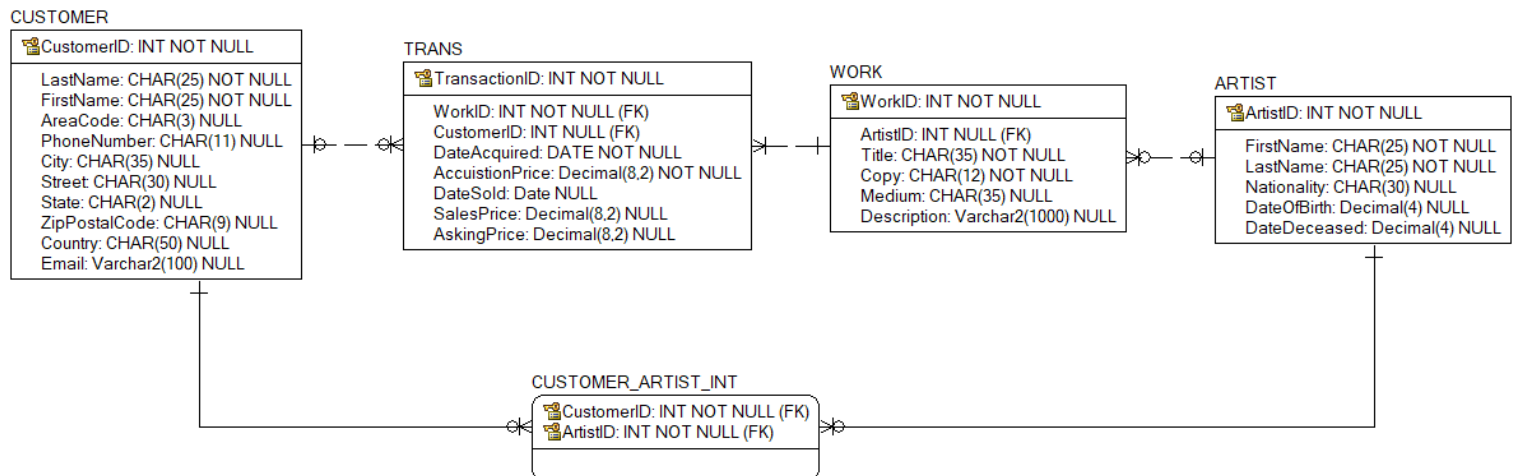 CUSTOMER
CustomerID: INT NOT NULL
LastName: CHAR(25) NOT NULL
FirstName: CHAR(25) NOT NULL
AreaCode: CHAR(3) NULL
PhoneNumber: CHAR(11) NULL
City: CHAR(35) NULL
Street: CHAR(30) NULL
State: CHAR(2) NULL
ZipPostalCode: CHAR(9) NULL
Country: CHAR(50) NULL
Email: Varchar2(100) NULL
TRANS
TransactionID: INT NOT NULL
WorkID: INT NOT NULL (FK)
CustomerID: INT NULL (FK)
DateAcquired: DATE NOT NULL
AccuistionPrice: Decimal(8,2) NOT NULL
DateSold: Date NULL
SalesPrice: Decimal(8,2) NULL
AskingPrice: Decimal(8,2) NULL
WORK
WorkID: INT NOT NULL
ArtistID: INT NULL (FK)
Title: CHAR(35) NOT NULL
Copy: CHAR(12) NOT NULL
Medium: CHAR(35) NULL
Description: Varchar2(1000) NULL
ARTIST
ArtistID: INT NOT NULL
FirstName: CHAR(25) NOT NULL
LastName: CHAR(25) NOT NULL
Nationality: CHAR(30) NULL
DateOfBirth: Decimal(4) NULL
DateDeceased: Decimal(4) NULL
CUSTOMER_ARTIST_INT
CustomerID: INT NOT NULL (FK)
ArtistID: INT NOT NULL (FK)